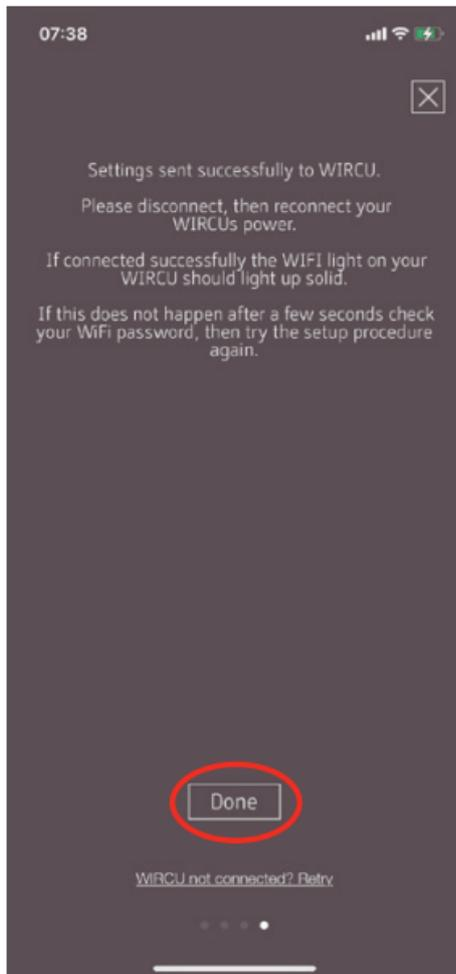 07:38
Settings sent successfully to WIRCU.
Please disconnect, then reconnect your
WIRCUs power.
If connected successfully the WIFI light on your
WIRCU should light up solid.
If this does not happen after a few seconds check
your WiFi password, then try the setup procedure
again.
Done
WIRCU not connected? Retry